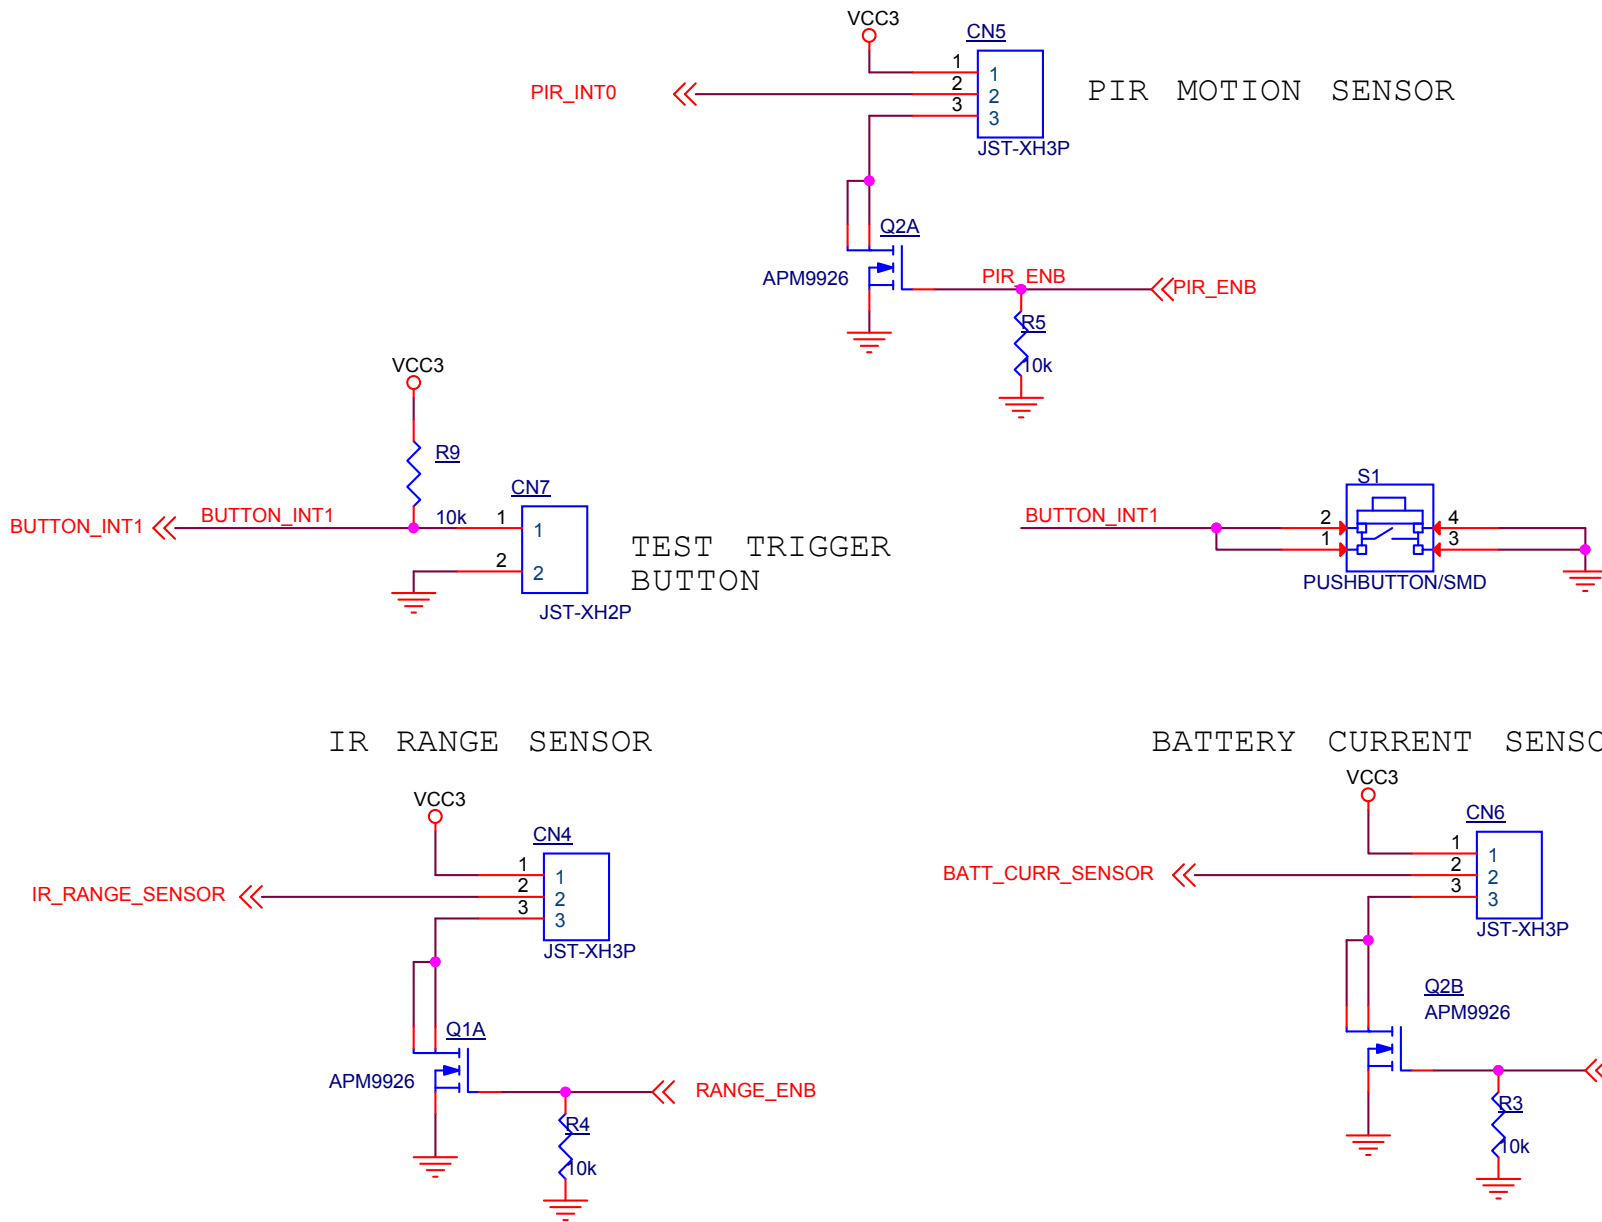 VCC3
CN5
1
1
2
2
3
3
PIR_INT0
PIR MOTION SENSOR
JST-XH3P
Q2A
APM9926
PIR_ENB
PIR_ENB
R5
10k
VCC3
R9
CN7
10k
1
1
2
2
BUTTON_INT1
BUTTON_INT1
TEST TRIGGER
BUTTON
JST-XH2P
S1
BUTTON_INT1
2
4
1
3
PUSHBUTTON/SMD
IR RANGE SENSOR
VCC3
CN4
1
1
2
2
3
3
IR_RANGE_SENSOR
JST-XH3P
Q1A
APM9926
RANGE_ENB
R4
10k
BATTERY CURRENT SENSO
VCC3
CN6
1
1
2
2
3
3
BATT_CURR_SENSOR
JST-XH3P
Q2B
APM9926
R3
10k